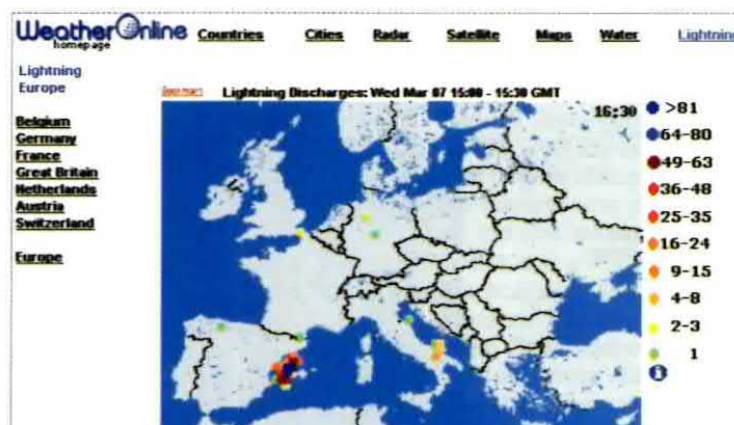 WeatherOnline
homepage
Countries Cities Radar Satellite Maps Water Lightning
Lightning
Europe
Belgium
Germany
France
Great Britain
Netherlands
Austria
Switzerland
Europe
Lightning Discharges: Wed Mar 07 15:00 - 15:30 GMT
16:30
>81
64-80
49-63
36-48
25-35
16-24
9-15
4-8
2-3
1
i